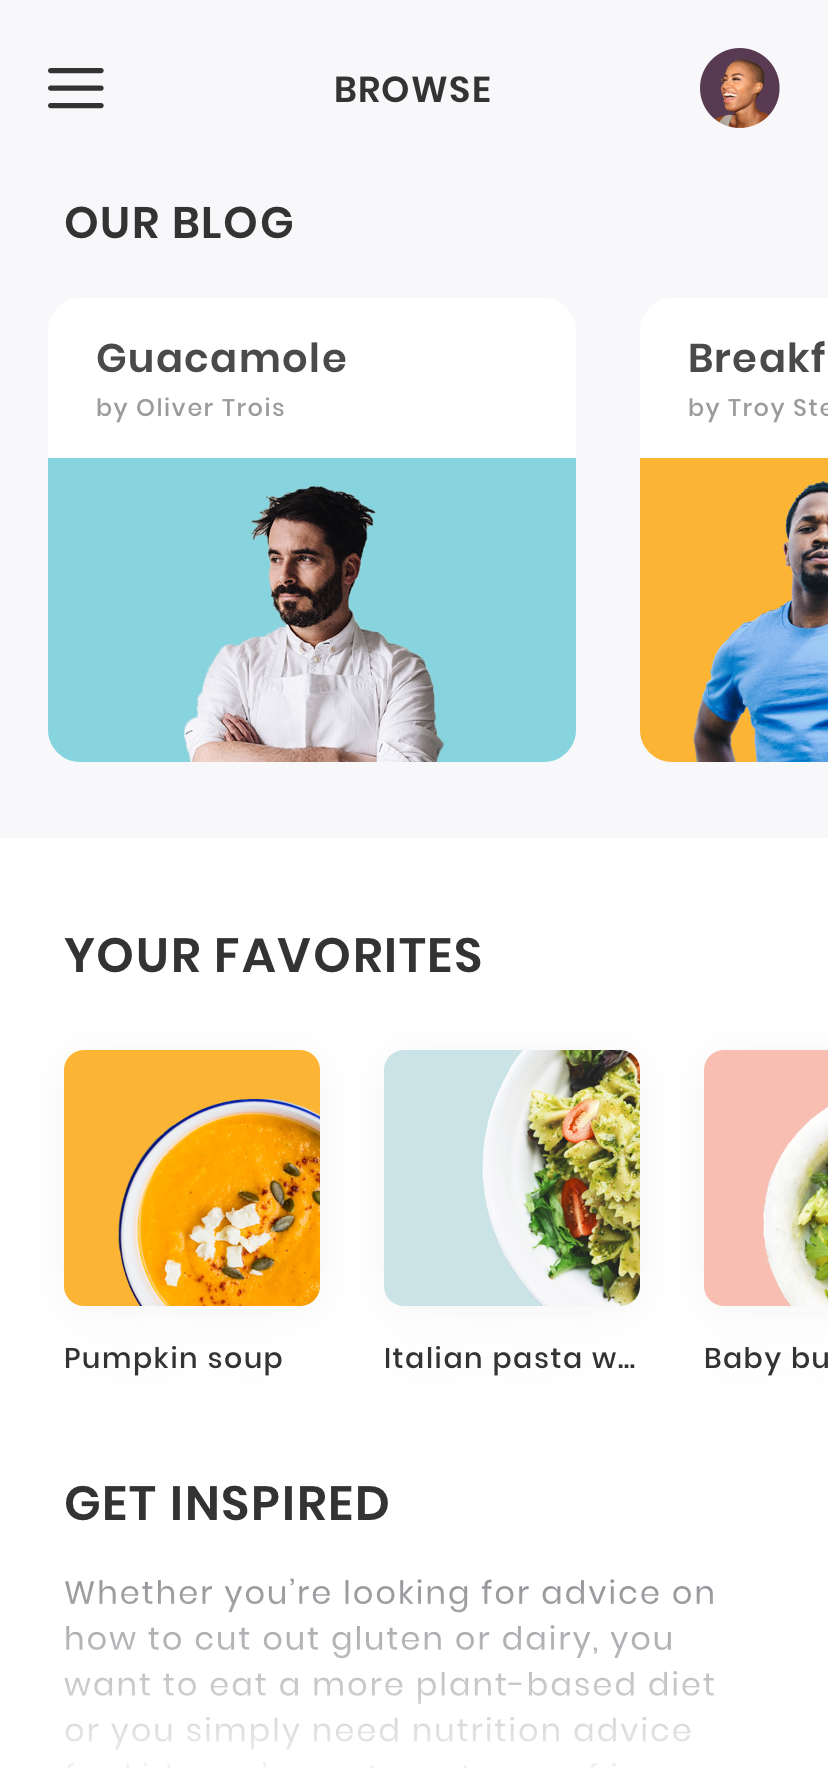 BROWSE
OUR BLOG
Guacamole
by Oliver Trois
Breakf
by Troy Ste
YOUR FAVORITES
Pumpkin soup
Italian pasta w...
Baby bu
GET INSPIRED
Whether you’re looking for advice on
how to cut out gluten or dairy, you
want to eat a more plant-based diet
or you simply need nutrition advice